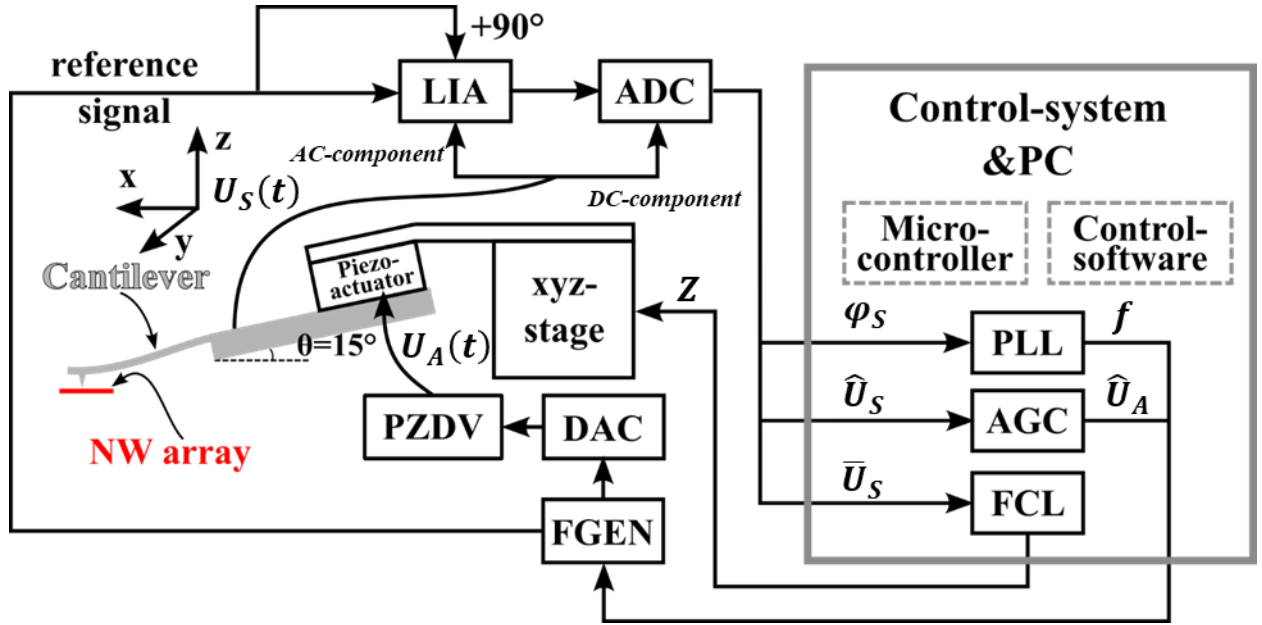 +90°
reference
signal
LIA
ADC
Control-system
&PC
z
x
y
U_S(t)
AC-component
DC-component
Micro-
controller
Control-
software
Cantilever
Piezo-
actuator
xyz-
stage
Z
θ=15°
U_A(t)
φ_S
PLL
f
Û_S
AGC
Û_A
PZDV
DAC
NW array
Ū_S
FCL
FGEN